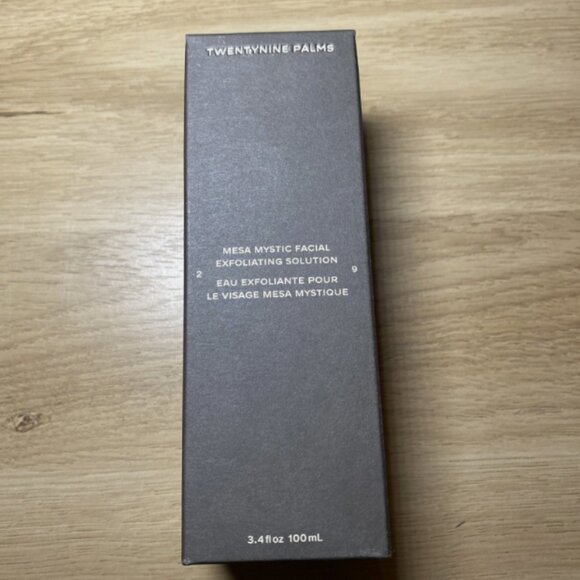 TWENTYNINE PALMS
MESA MYSTIC FACIAL
EXFOLIATING SOLUTION
2 9
EAU EXFOLIANTE POUR
LE VISAGE MESA MYSTIQUE
3.4 fl oz 100 mL